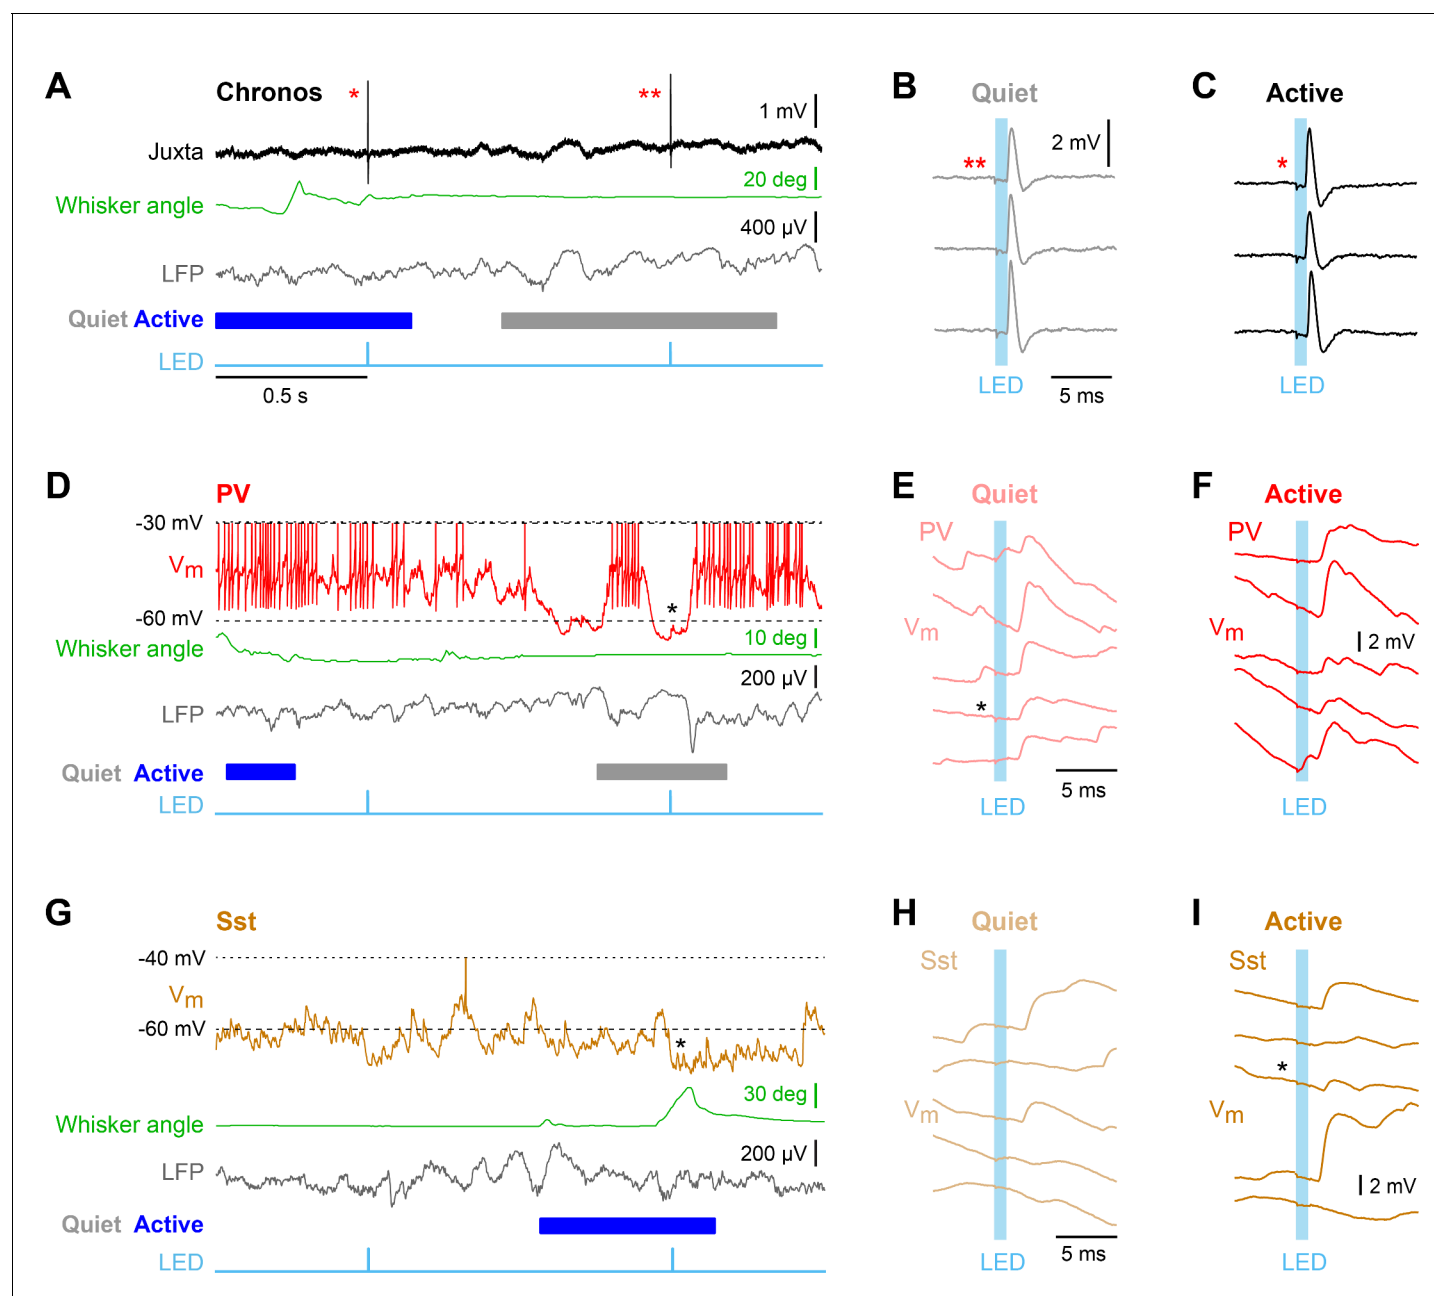 A
Chronos
*
**
1 mV
Juxta
20 deg
Whisker angle
400 µV
LFP
Quiet Active
LED
0.5 s
B
Quiet
**
2 mV
LED
5 ms
C
Active
*
LED
D
PV
-30 mV
Vm
-60 mV
*
10 deg
Whisker angle
200 µV
LFP
Quiet Active
LED
E
Quiet
PV
Vm
*
5 ms
LED
F
Active
PV
Vm
2 mV
LED
G
Sst
-40 mV
Vm
-60 mV
*
30 deg
Whisker angle
200 µV
LFP
Quiet Active
LED
H
Quiet
Sst
Vm
LED
5 ms
I
Active
Sst
*
Vm
2 mV
LED